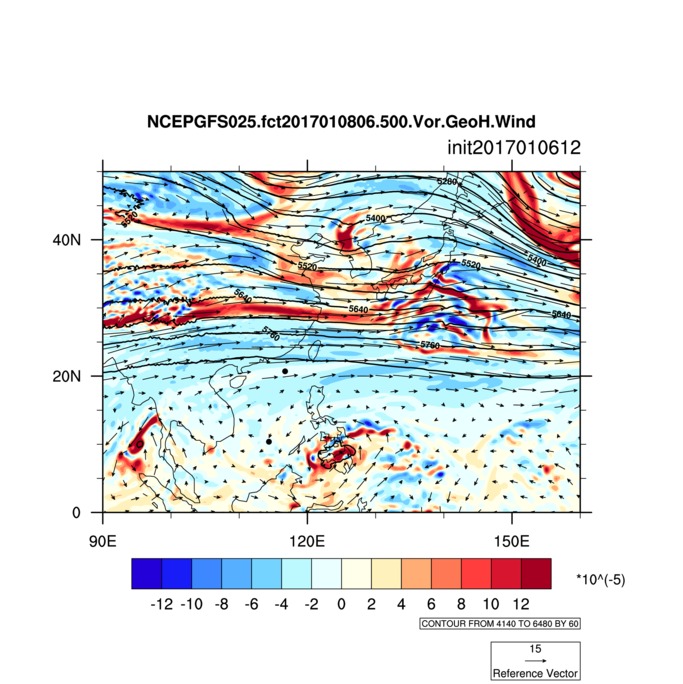 NCEPGFS025.fct2017010806.500.Vor.GeoH.Wind
init2017010612
5280
5400
40N
5520
5520
5400
5640
5640
5640
5760
5760
20N
0
90E 120E 150E
-12 -10 -8 -6 -4 -2 0 2 4 6 8 10 12
*10^(-5)
CONTOUR FROM 4140 TO 6480 BY 60
15
Reference Vector